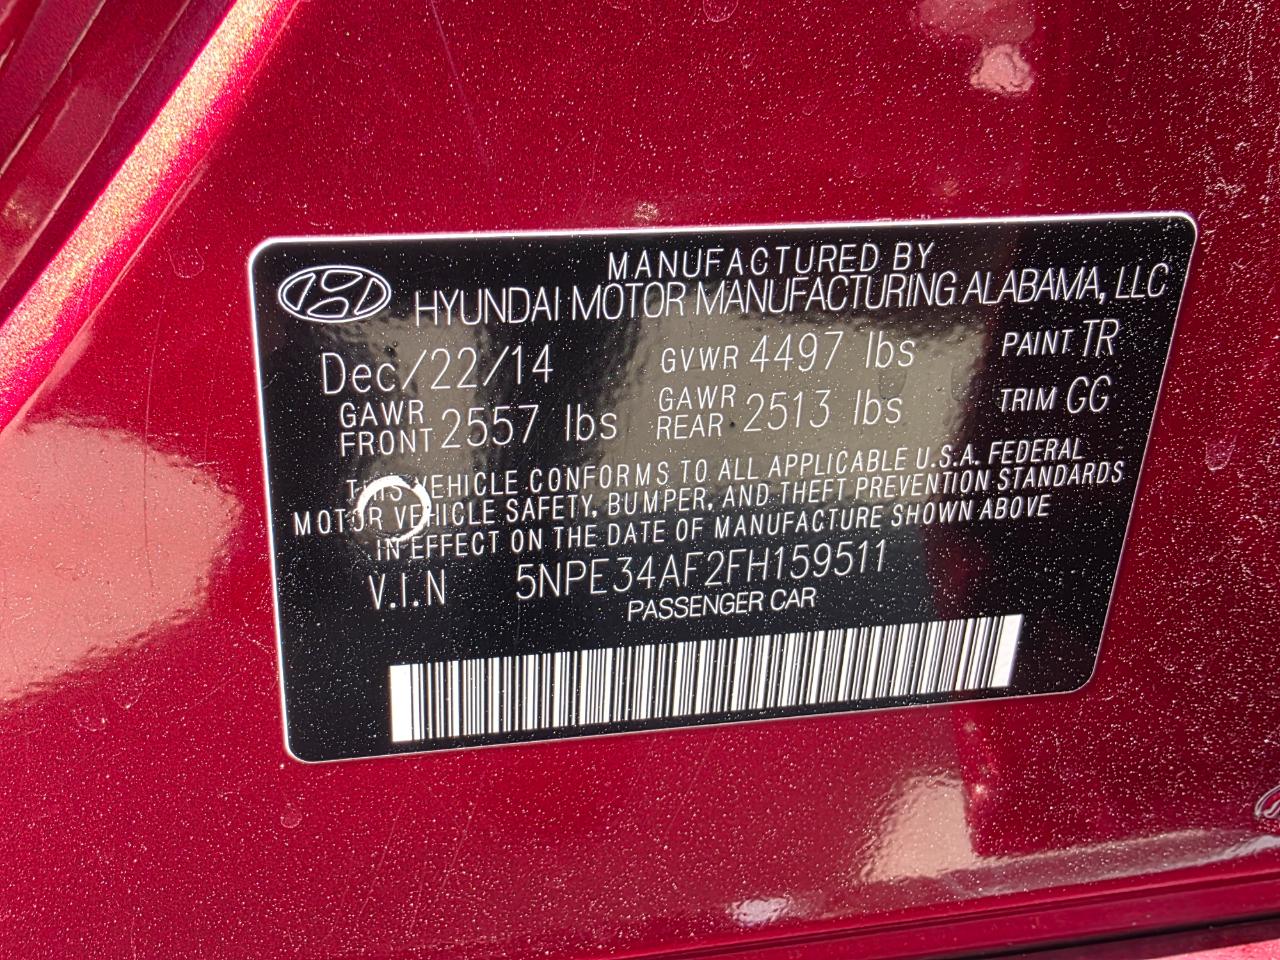 MANUFACTURED BY
HYUNDAI MOTOR MANUFACTURING ALABAMA, LLC
Dec/22/14 GVWR 4497 lbs PAINT TR
GAWR FRONT 2557 lbs GAWR REAR 2513 lbs TRIM GG
THIS VEHICLE CONFORMS TO ALL APPLICABLE U.S.A. FEDERAL
MOTOR VEHICLE SAFETY, BUMPER, AND THEFT PREVENTION STANDARDS
IN EFFECT ON THE DATE OF MANUFACTURE SHOWN ABOVE
V.I.N 5NPE34AF2FH159511
PASSENGER CAR